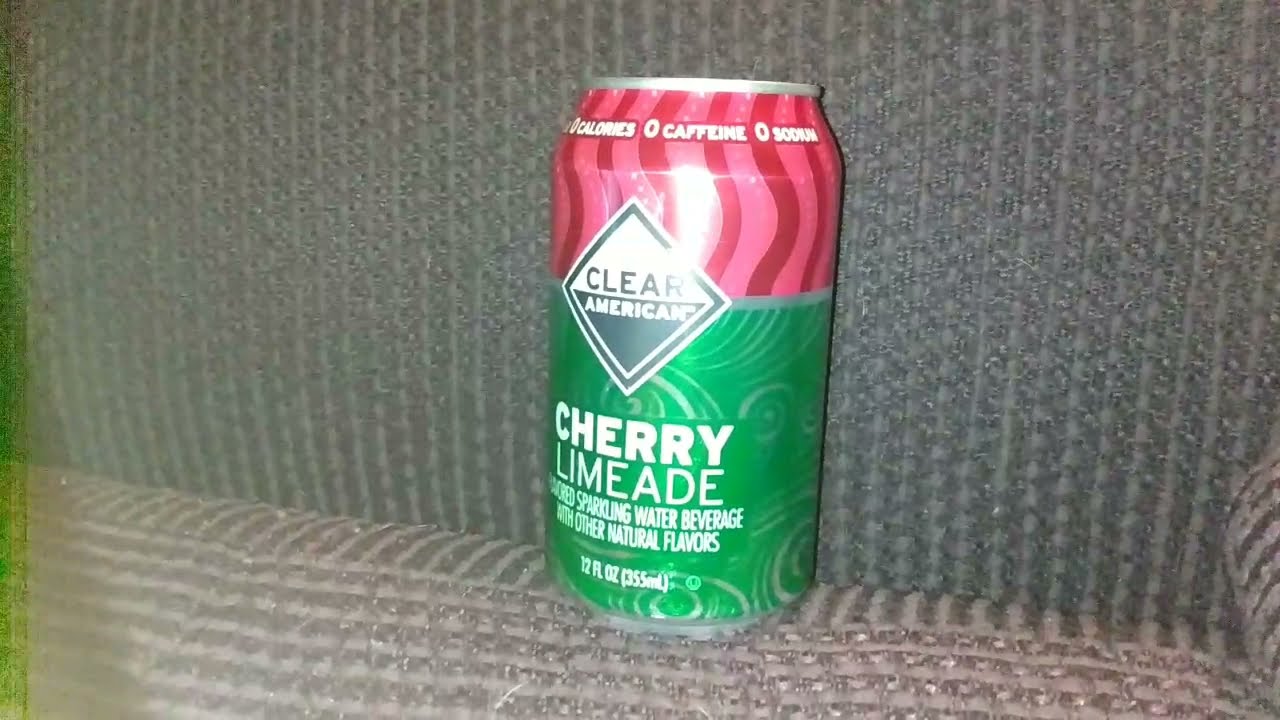 0 CALORIES 0 CAFFEINE 0 SODIUM
CLEAR
AMERICAN™
CHERRY
LIMEADE
SPARKLING WATER BEVERAGE
WITH OTHER NATURAL FLAVORS
12 FL OZ (355mL) U